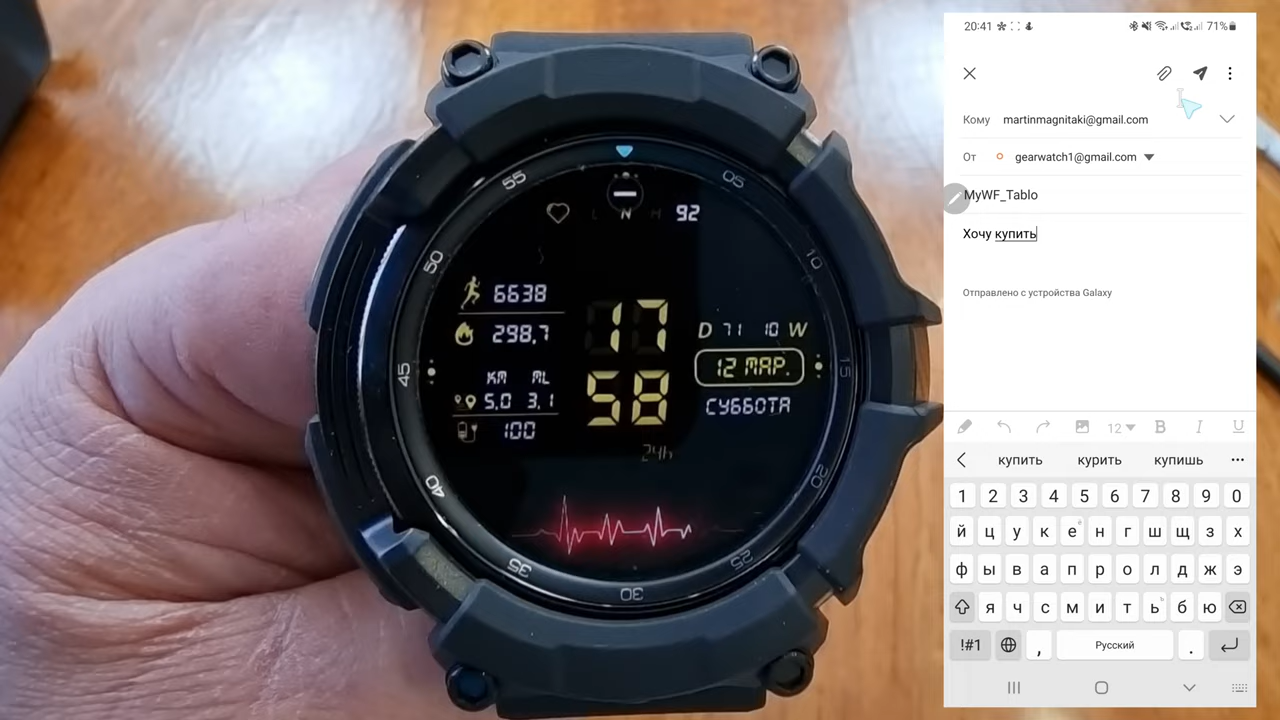 55
05
50
10
45
15
40
20
35
25
30
L N H 92
6638
298,7
KM ML
5,0 3,1
100
17
58
24h
D 71 10 W
12 МАР.
СУББОТА
20:41
71%
Кому martinmagnitaki@gmail.com
От gearwatch1@gmail.com
MyWF_Tablo
Хочу купить
Отправлено с устройства Galaxy
12 B I U
купить курить купишь
1 2 3 4 5 6 7 8 9 0
й ц у к е н г ш щ з х
ф ы в а п р о л д ж э
я ч с м и т ь б ю
!#1 , Русский .